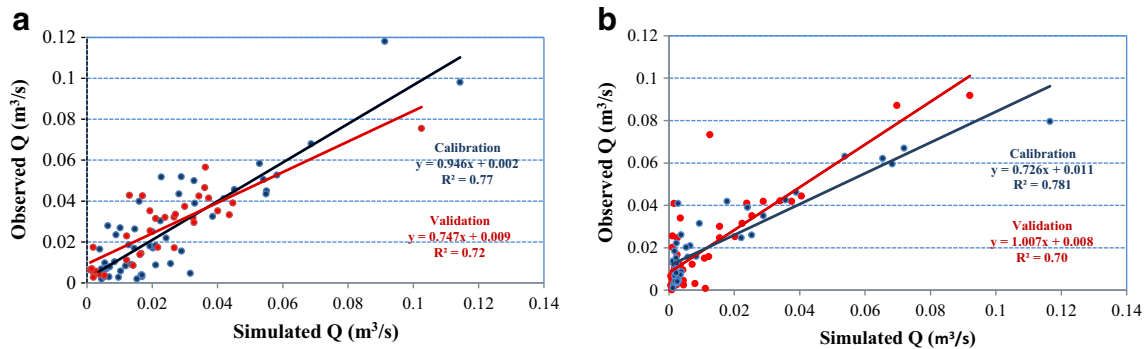 a
Observed Q (m³/s)
0.12
0.1
0.08
0.06
0.04
0.02
0
Calibration
y = 0.946x + 0.002
R² = 0.77
Validation
y = 0.747x + 0.009
R² = 0.72
0 0.02 0.04 0.06 0.08 0.1 0.12 0.14
Simulated Q (m³/s)
b
Observed Q (m³/s)
0.12
0.1
0.08
0.06
0.04
0.02
0
Calibration
y = 0.726x + 0.011
R² = 0.781
Validation
y = 1.007x + 0.008
R² = 0.70
0 0.02 0.04 0.06 0.08 0.1 0.12 0.14
Simulated Q (m³/s)